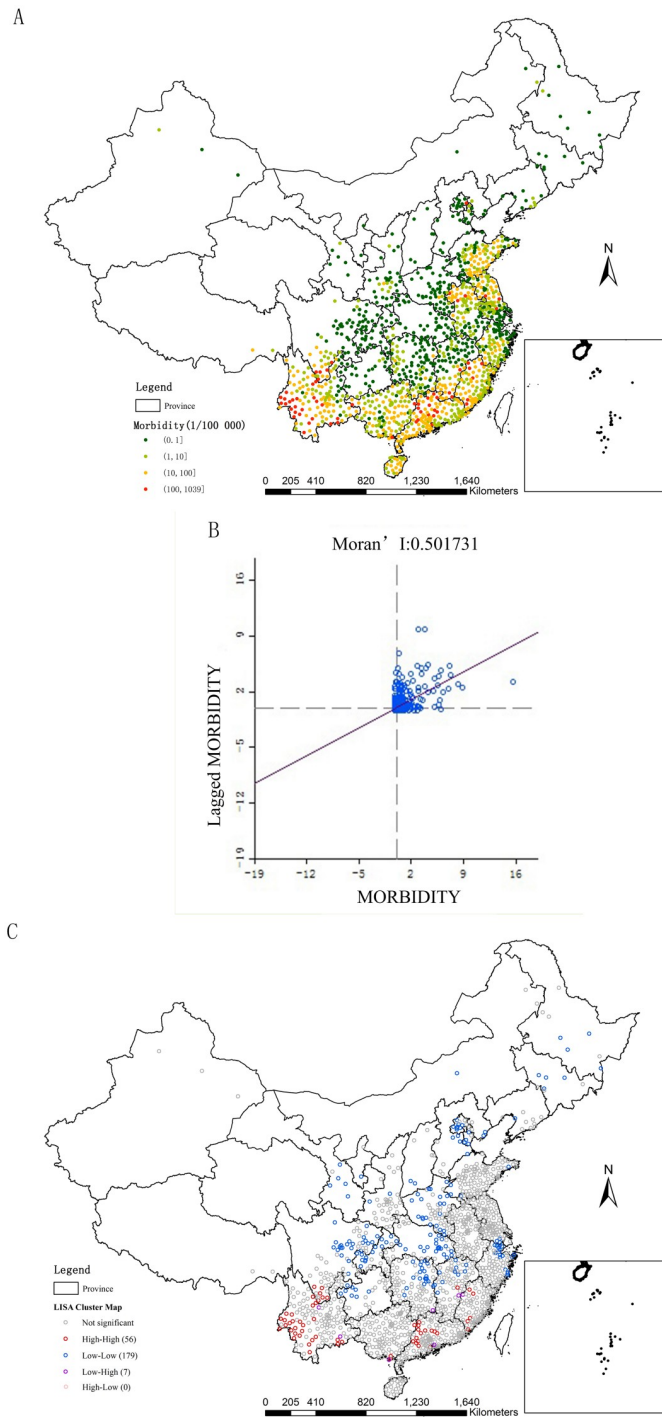 A
N
Legend
Province
Morbidity(1/100 000)
(0, 1]
(1, 10]
(10, 100]
(100, 1039]
0 205 410 820 1,230 1,640
Kilometers
B
Moran’ I:0.501731
Lagged MORBIDITY
16
9
2
-5
-12
-19
-19 -12 -5 2 9 16
MORBIDITY
C
N
Legend
Province
LISA Cluster Map
Not significant
High-High (56)
Low-Low (179)
Low-High (7)
High-Low (0)
0 205 410 820 1,230 1,640
Kilometers